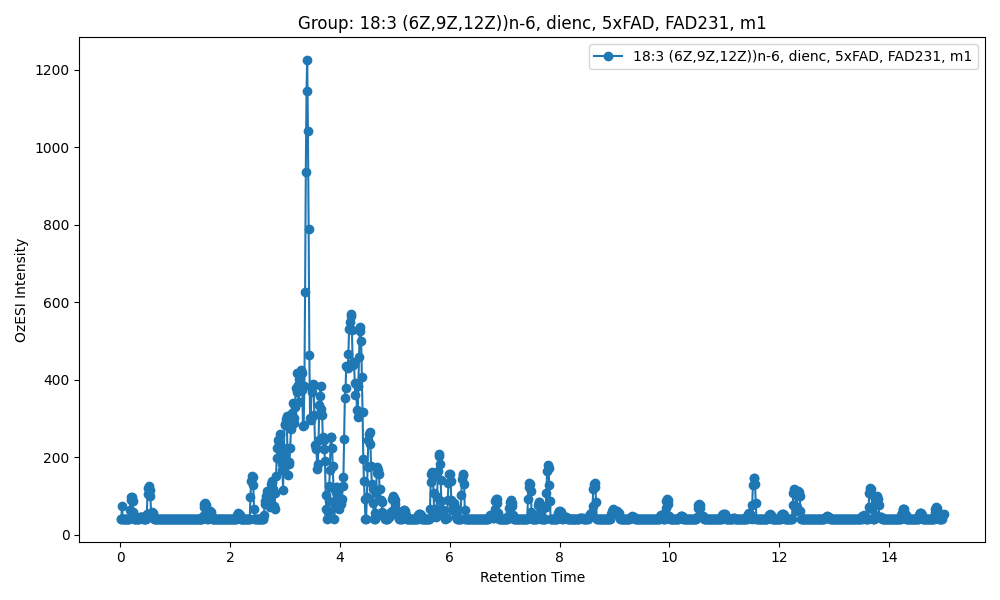 Group: 18:3 (6Z,9Z,12Z))n-6, dienc, 5xFAD, FAD231, m1
18:3 (6Z,9Z,12Z))n-6, dienc, 5xFAD, FAD231, m1
1200
1000
800
600
400
200
0
OzESI Intensity
0 2 4 6 8 10 12 14
Retention Time